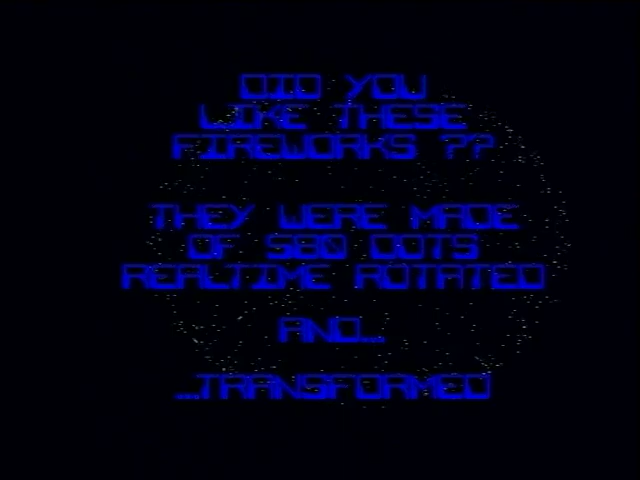 DID YOU
LIKE THESE
FIREWORKS ??
THEY WERE MADE
OF 580 DOTS
REALTIME ROTATED
AND...
...TRANSFORMED